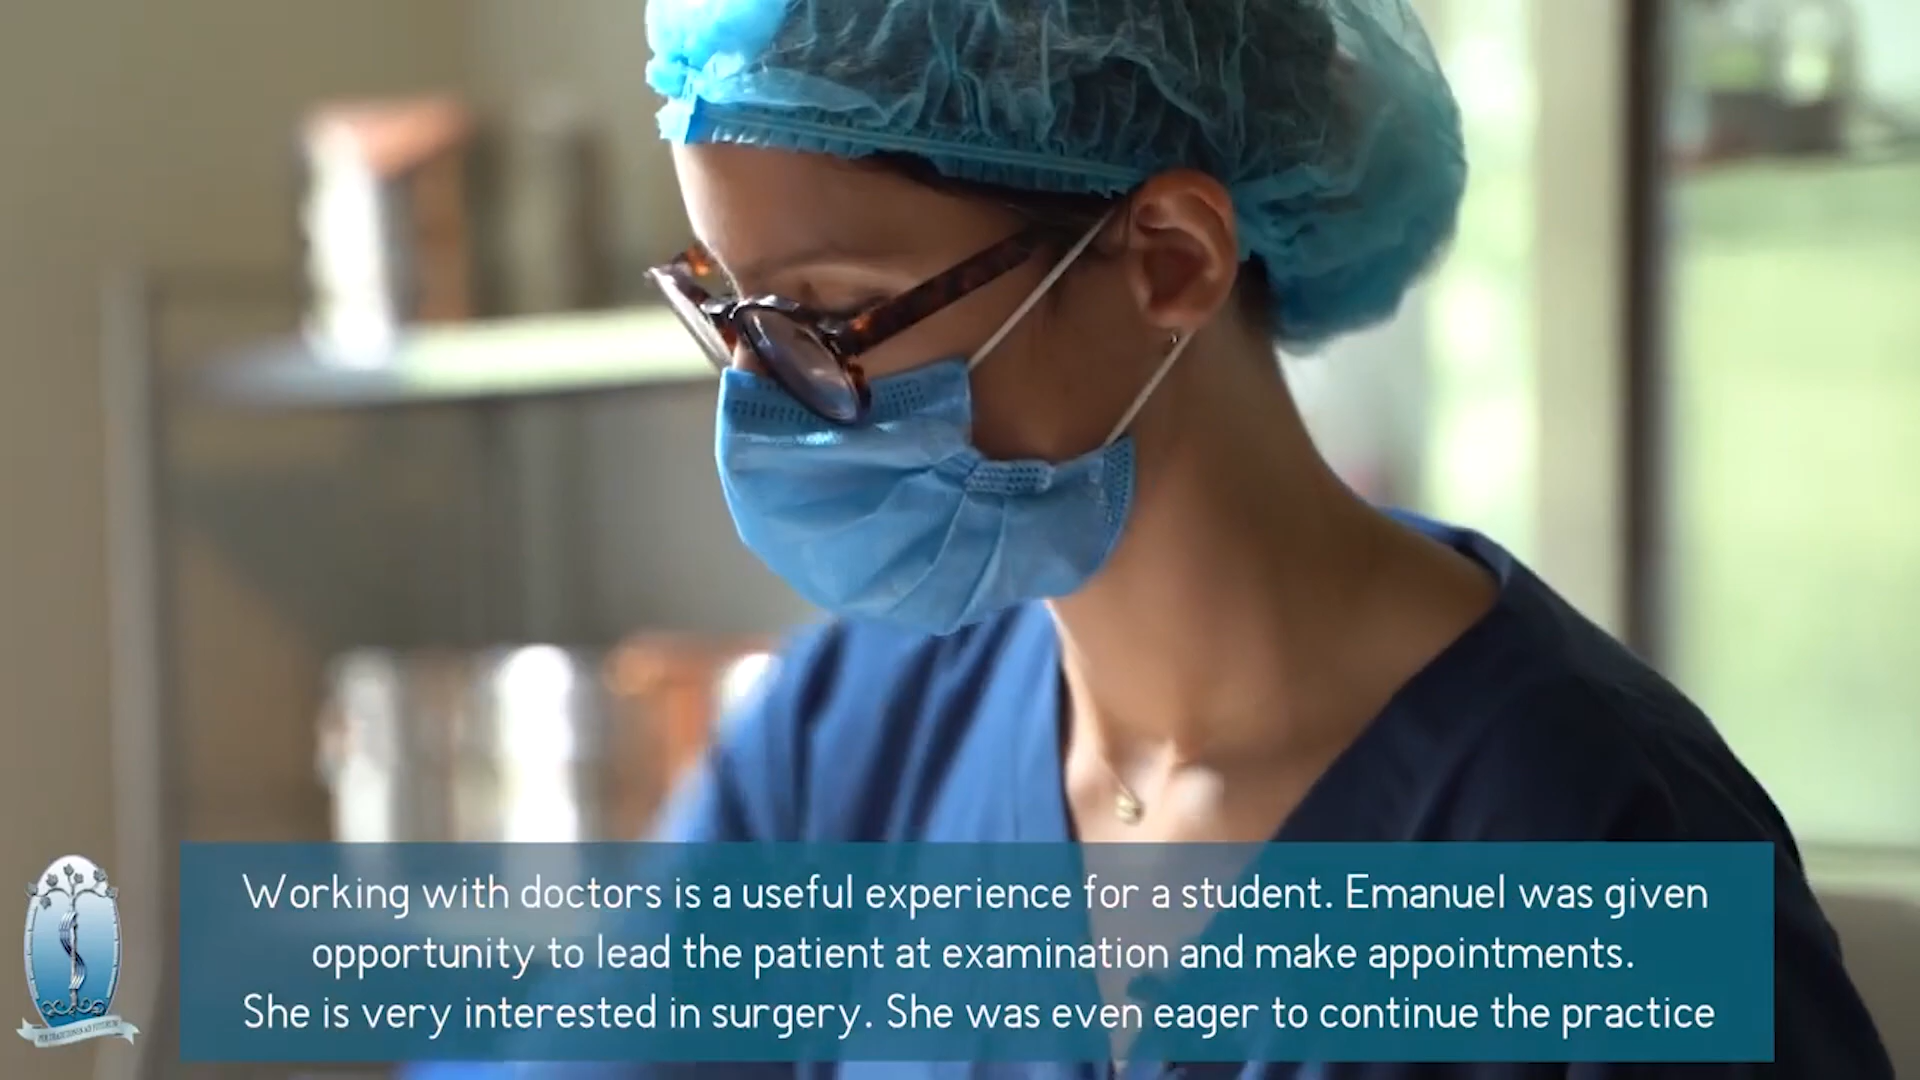 Working with doctors is a useful experience for a student. Emanuel was given
opportunity to lead the patient at examination and make appointments.
She is very interested in surgery. She was even eager to continue the practice